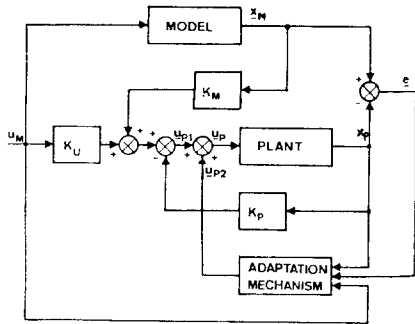 MODEL
x_M
K_M
+
-
e
u_M
K_U
+
+
+
-
u_P1
+
+
u_P
u_P2
PLANT
x_P
K_P
ADAPTATION
MECHANISM